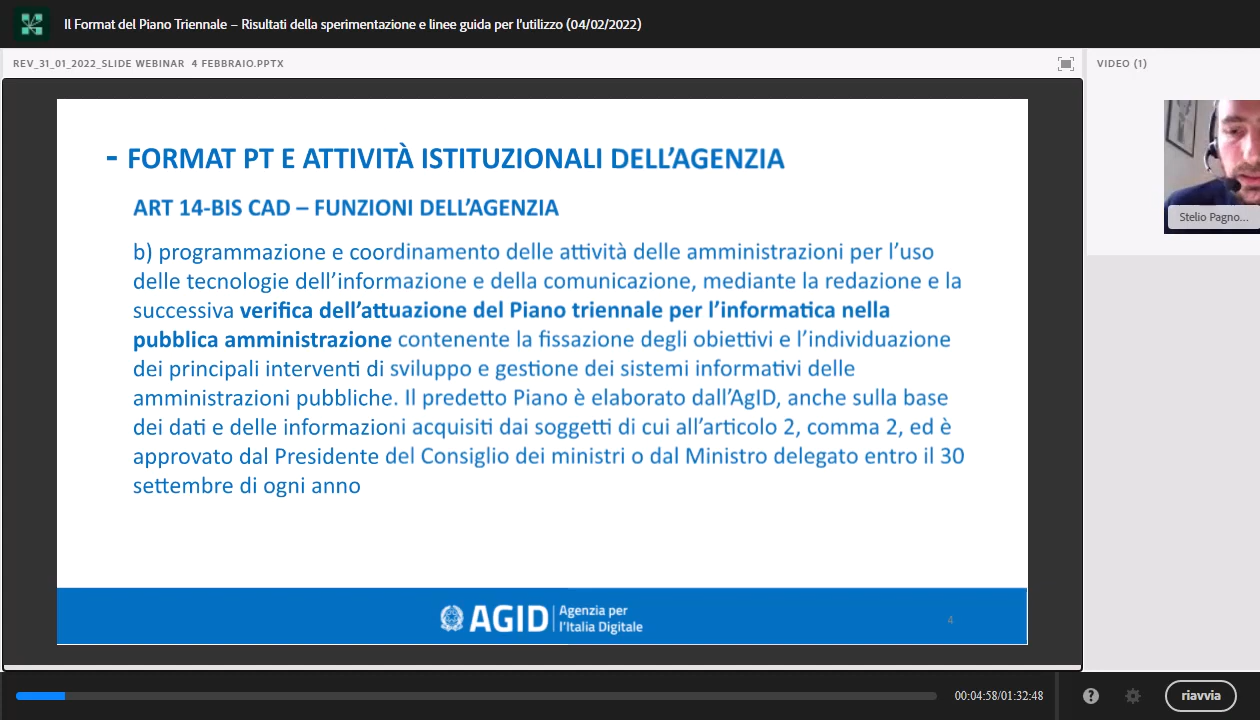 Il Format del Piano Triennale – Risultati della sperimentazione e linee guida per l'utilizzo (04/02/2022)
REV_31_01_2022_SLIDE WEBINAR 4 FEBBRAIO.PPTX
VIDEO (1)
- FORMAT PT E ATTIVITÀ ISTITUZIONALI DELL'AGENZIA
ART 14-BIS CAD – FUNZIONI DELL'AGENZIA
b) programmazione e coordinamento delle attività delle amministrazioni per l'uso
delle tecnologie dell'informazione e della comunicazione, mediante la redazione e la
successiva verifica dell'attuazione del Piano triennale per l'informatica nella
pubblica amministrazione contenente la fissazione degli obiettivi e l'individuazione
dei principali interventi di sviluppo e gestione dei sistemi informativi delle
amministrazioni pubbliche. Il predetto Piano è elaborato dall'AgID, anche sulla base
dei dati e delle informazioni acquisiti dai soggetti di cui all'articolo 2, comma 2, ed è
approvato dal Presidente del Consiglio dei ministri o dal Ministro delegato entro il 30
settembre di ogni anno
Stelio Pagno...
AGID
Agenzia per
l'Italia Digitale
4
00:04:58/01:32:48
?
riavvia